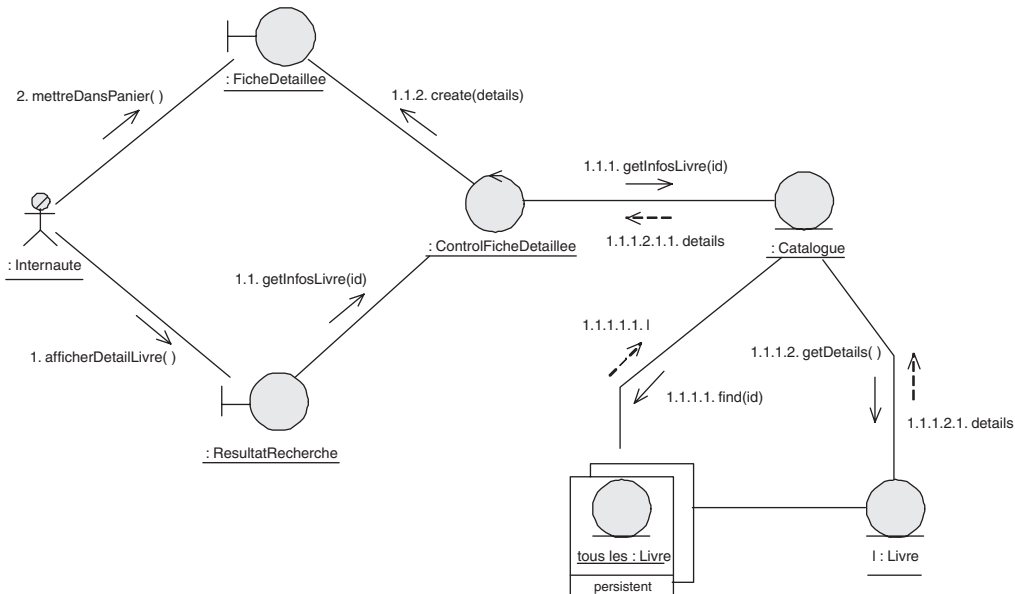 : FicheDetaillee
2. mettreDansPanier( )
1.1.2. create(details)
1.1.1. getInfosLivre(id)
1.1.1.2.1.1. details
: ControlFicheDetaillee
: Catalogue
: Internaute
1.1. getInfosLivre(id)
1. afficherDetailLivre( )
1.1.1.1.1. l
1.1.1.2. getDetails( )
1.1.1.1. find(id)
1.1.1.2.1. details
: ResultatRecherche
tous les : Livre
l : Livre
persistent